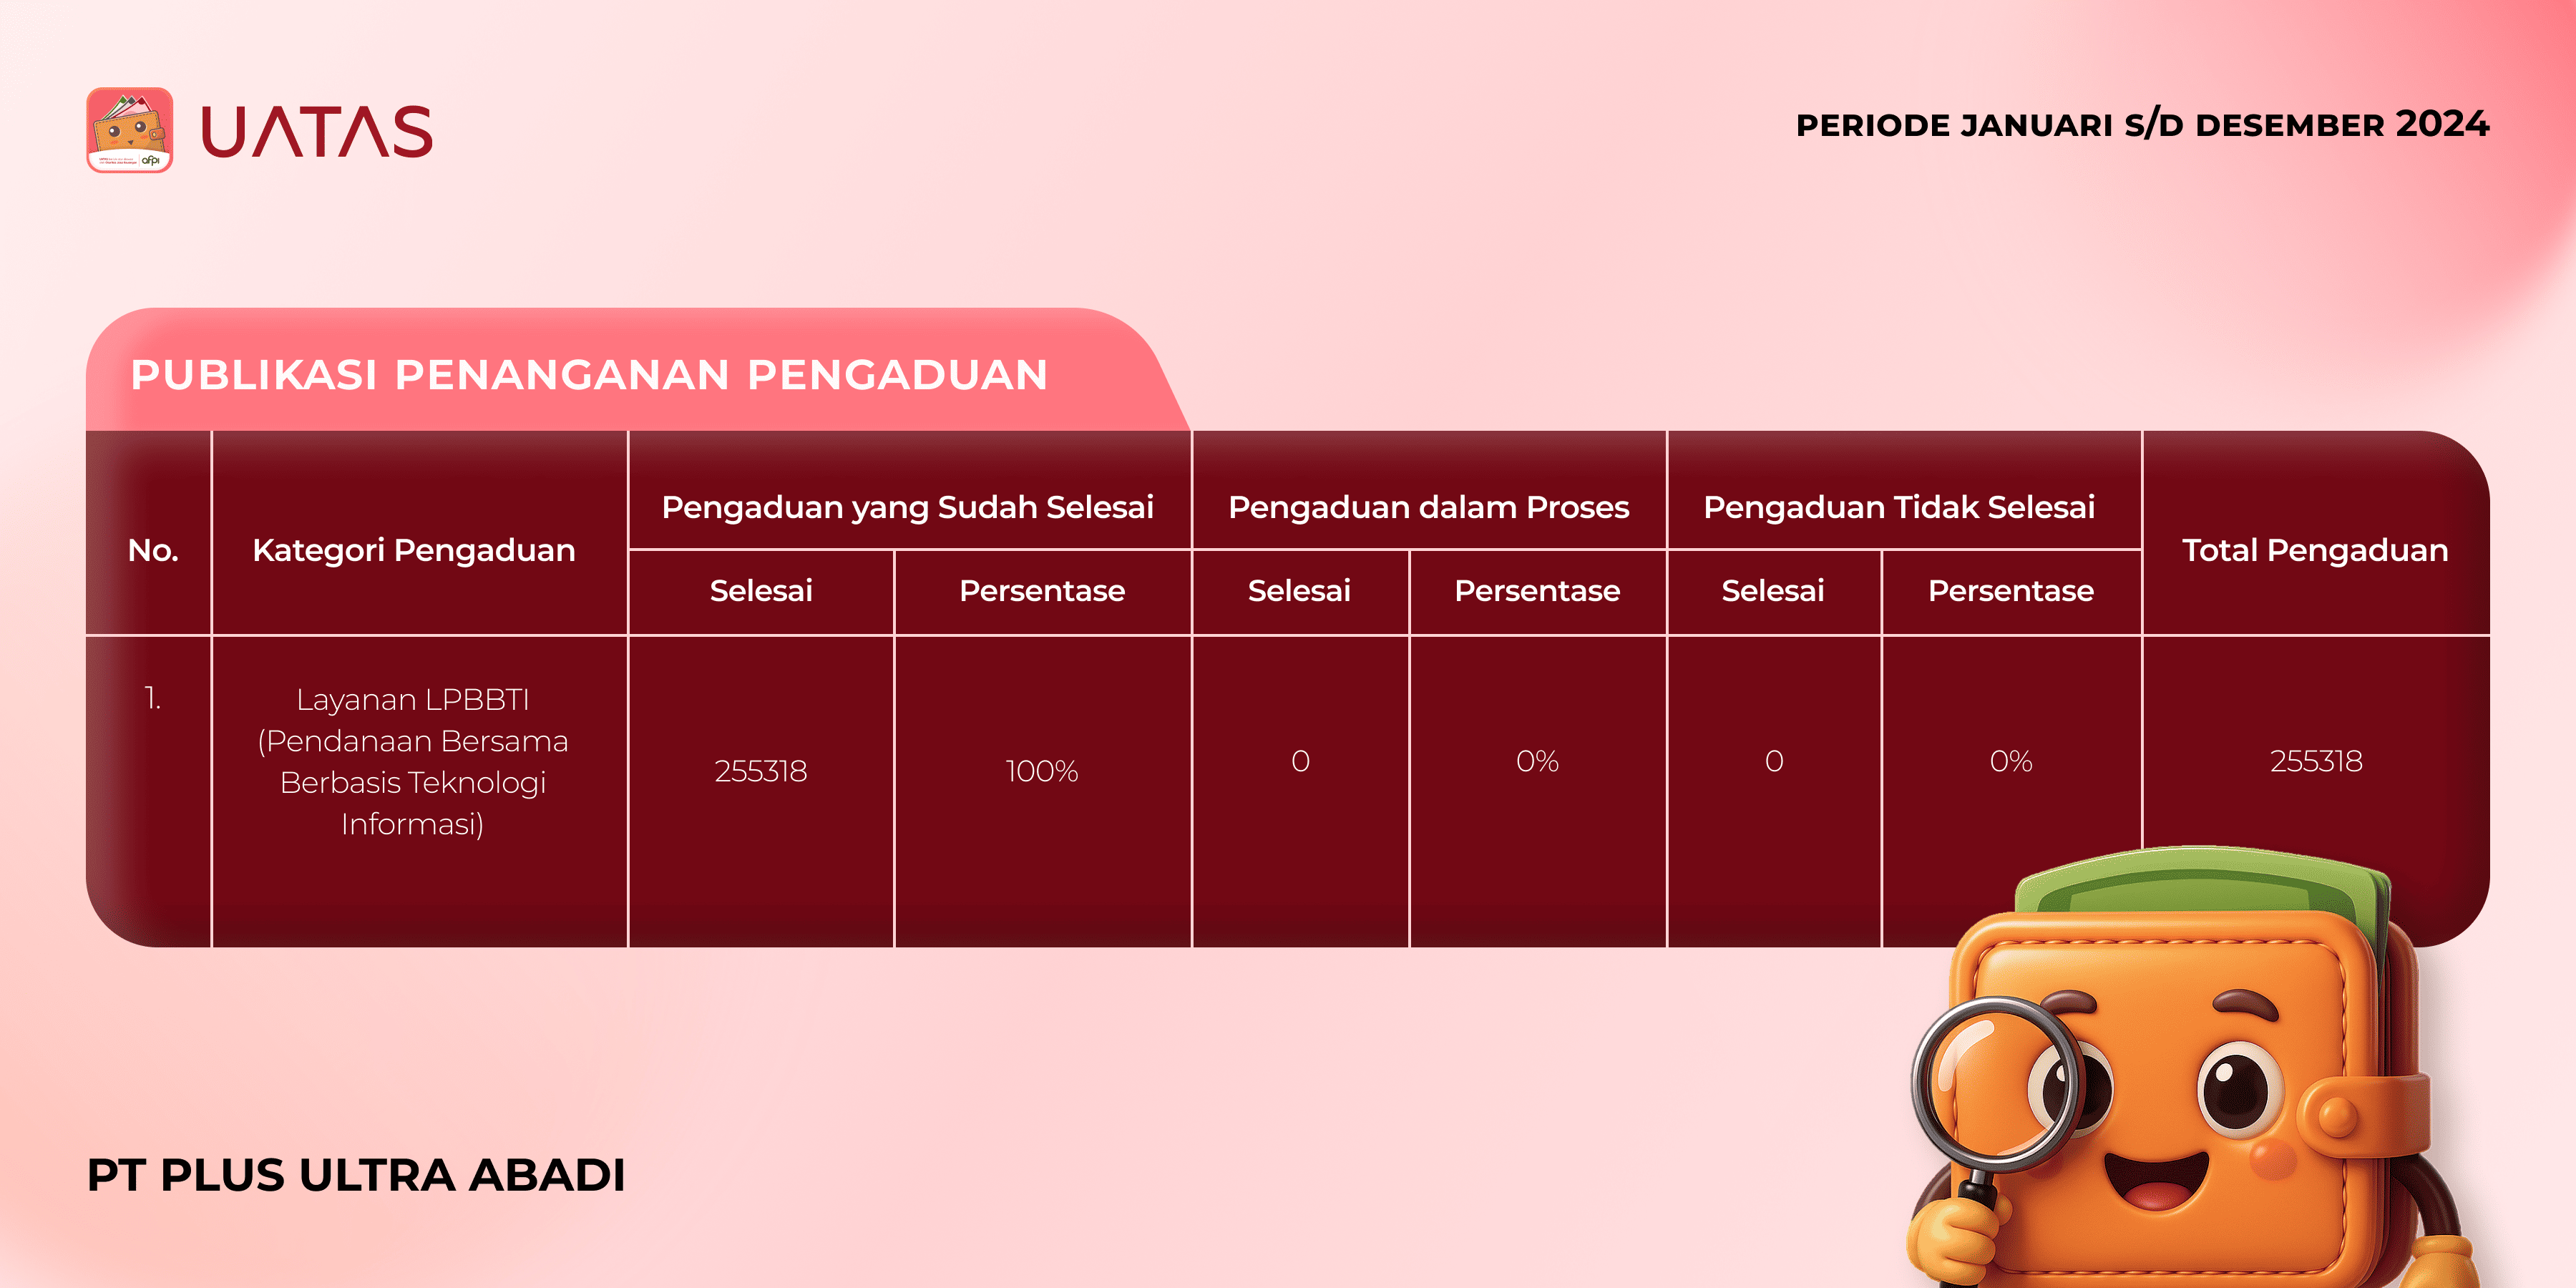 UATAS
afpi
PERIODE JANUARI S/D DESEMBER 2024
PUBLIKASI PENANGANAN PENGADUAN
No.
Kategori Pengaduan
Pengaduan yang Sudah Selesai
Pengaduan dalam Proses
Pengaduan Tidak Selesai
Total Pengaduan
Selesai
Persentase
Selesai
Persentase
Selesai
Persentase
1.
Layanan LPBBTI
(Pendanaan Bersama
Berbasis Teknologi
Informasi)
255318
100%
0
0%
0
0%
255318
PT PLUS ULTRA ABADI